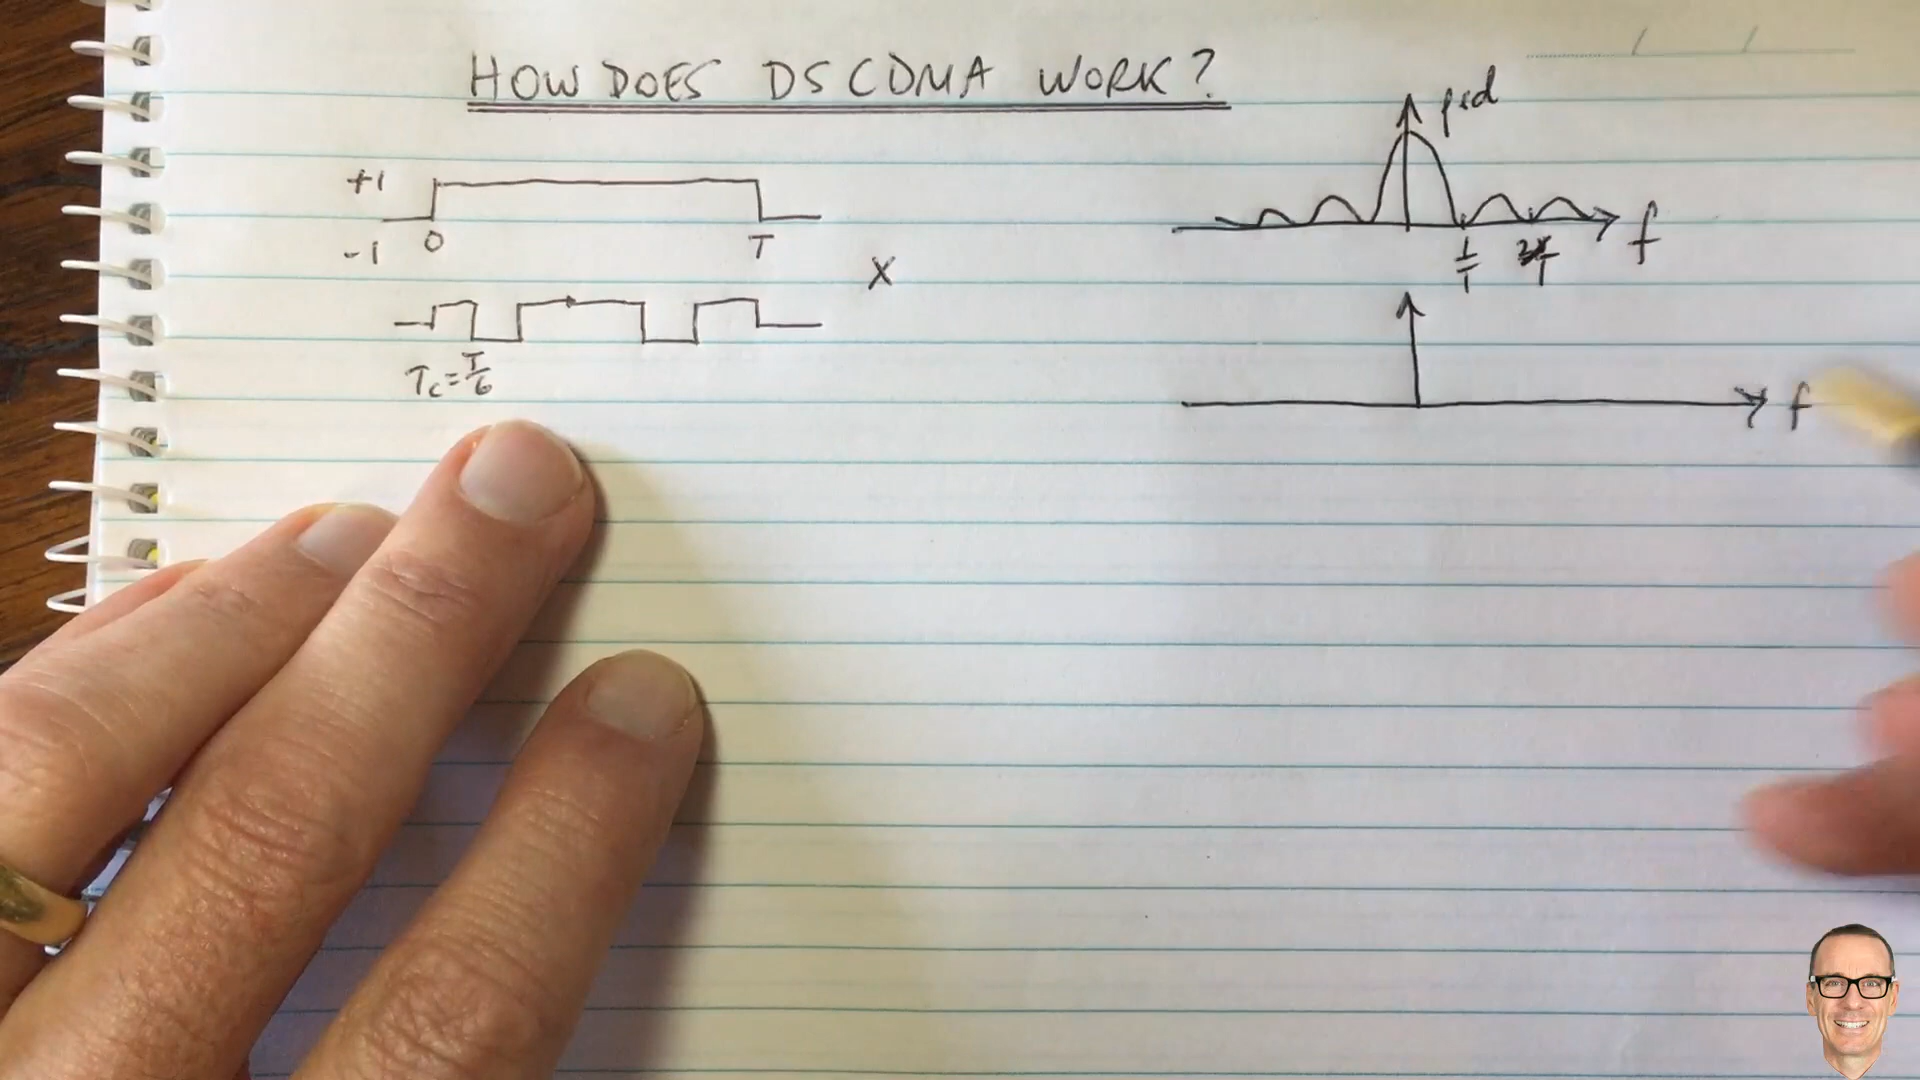 HOW DOES DS CDMA WORK?
psd
+1
-1 0 T
X
f
1/T
Tc = T/6
f